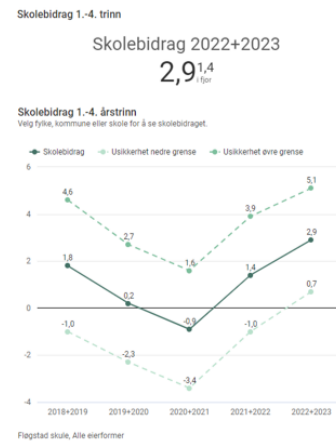 Skolebidrag 1.-4. trinn
Skolebidrag 2022+2023
2,9 1,4
i fjor
Skolebidrag 1.-4. årstrinn
Velg fylke, kommune eller skole for å se skolebidraget.
Skolebidrag Usikkerhet nedre grense Usikkerhet øvre grense
6
5,1
4,6
4
3,9
2,7
2,9
2
1,8
1,6
1,4
0,2
0,7
0
-0,9
-1,0
-1,0
-2
-2,3
-3,4
-4
2018+2019 2019+2020 2020+2021 2021+2022 2022+2023
Fløgstad skule, Alle eierformer